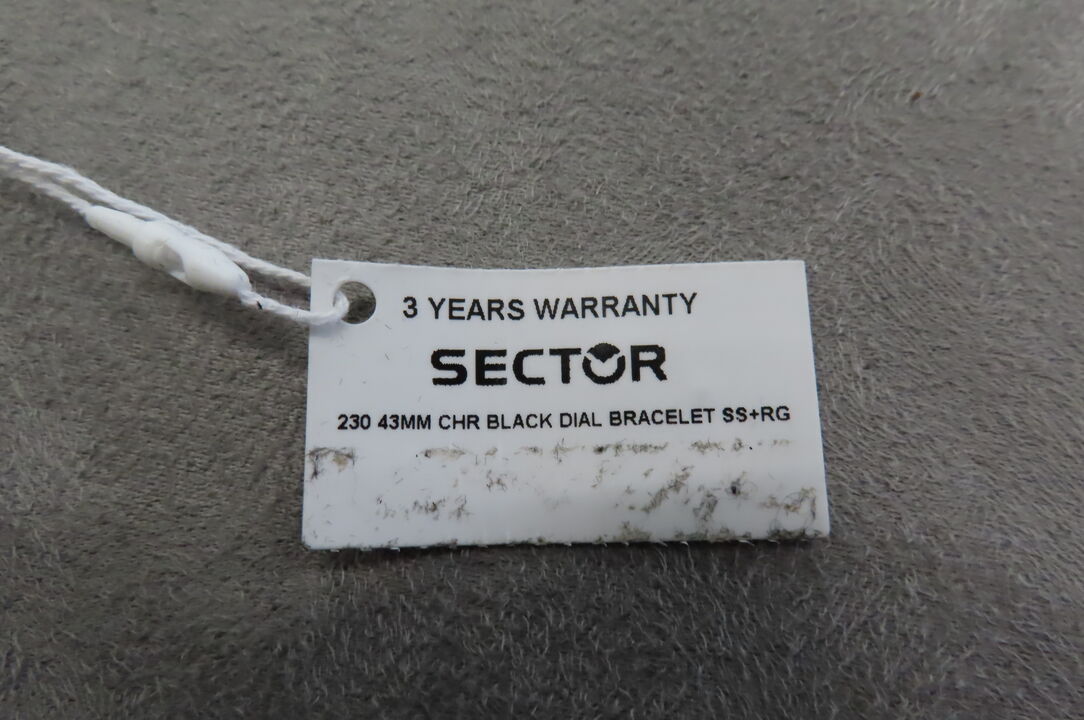 3 YEARS WARRANTY
SECTOR
230 43MM CHR BLACK DIAL BRACELET SS+RG